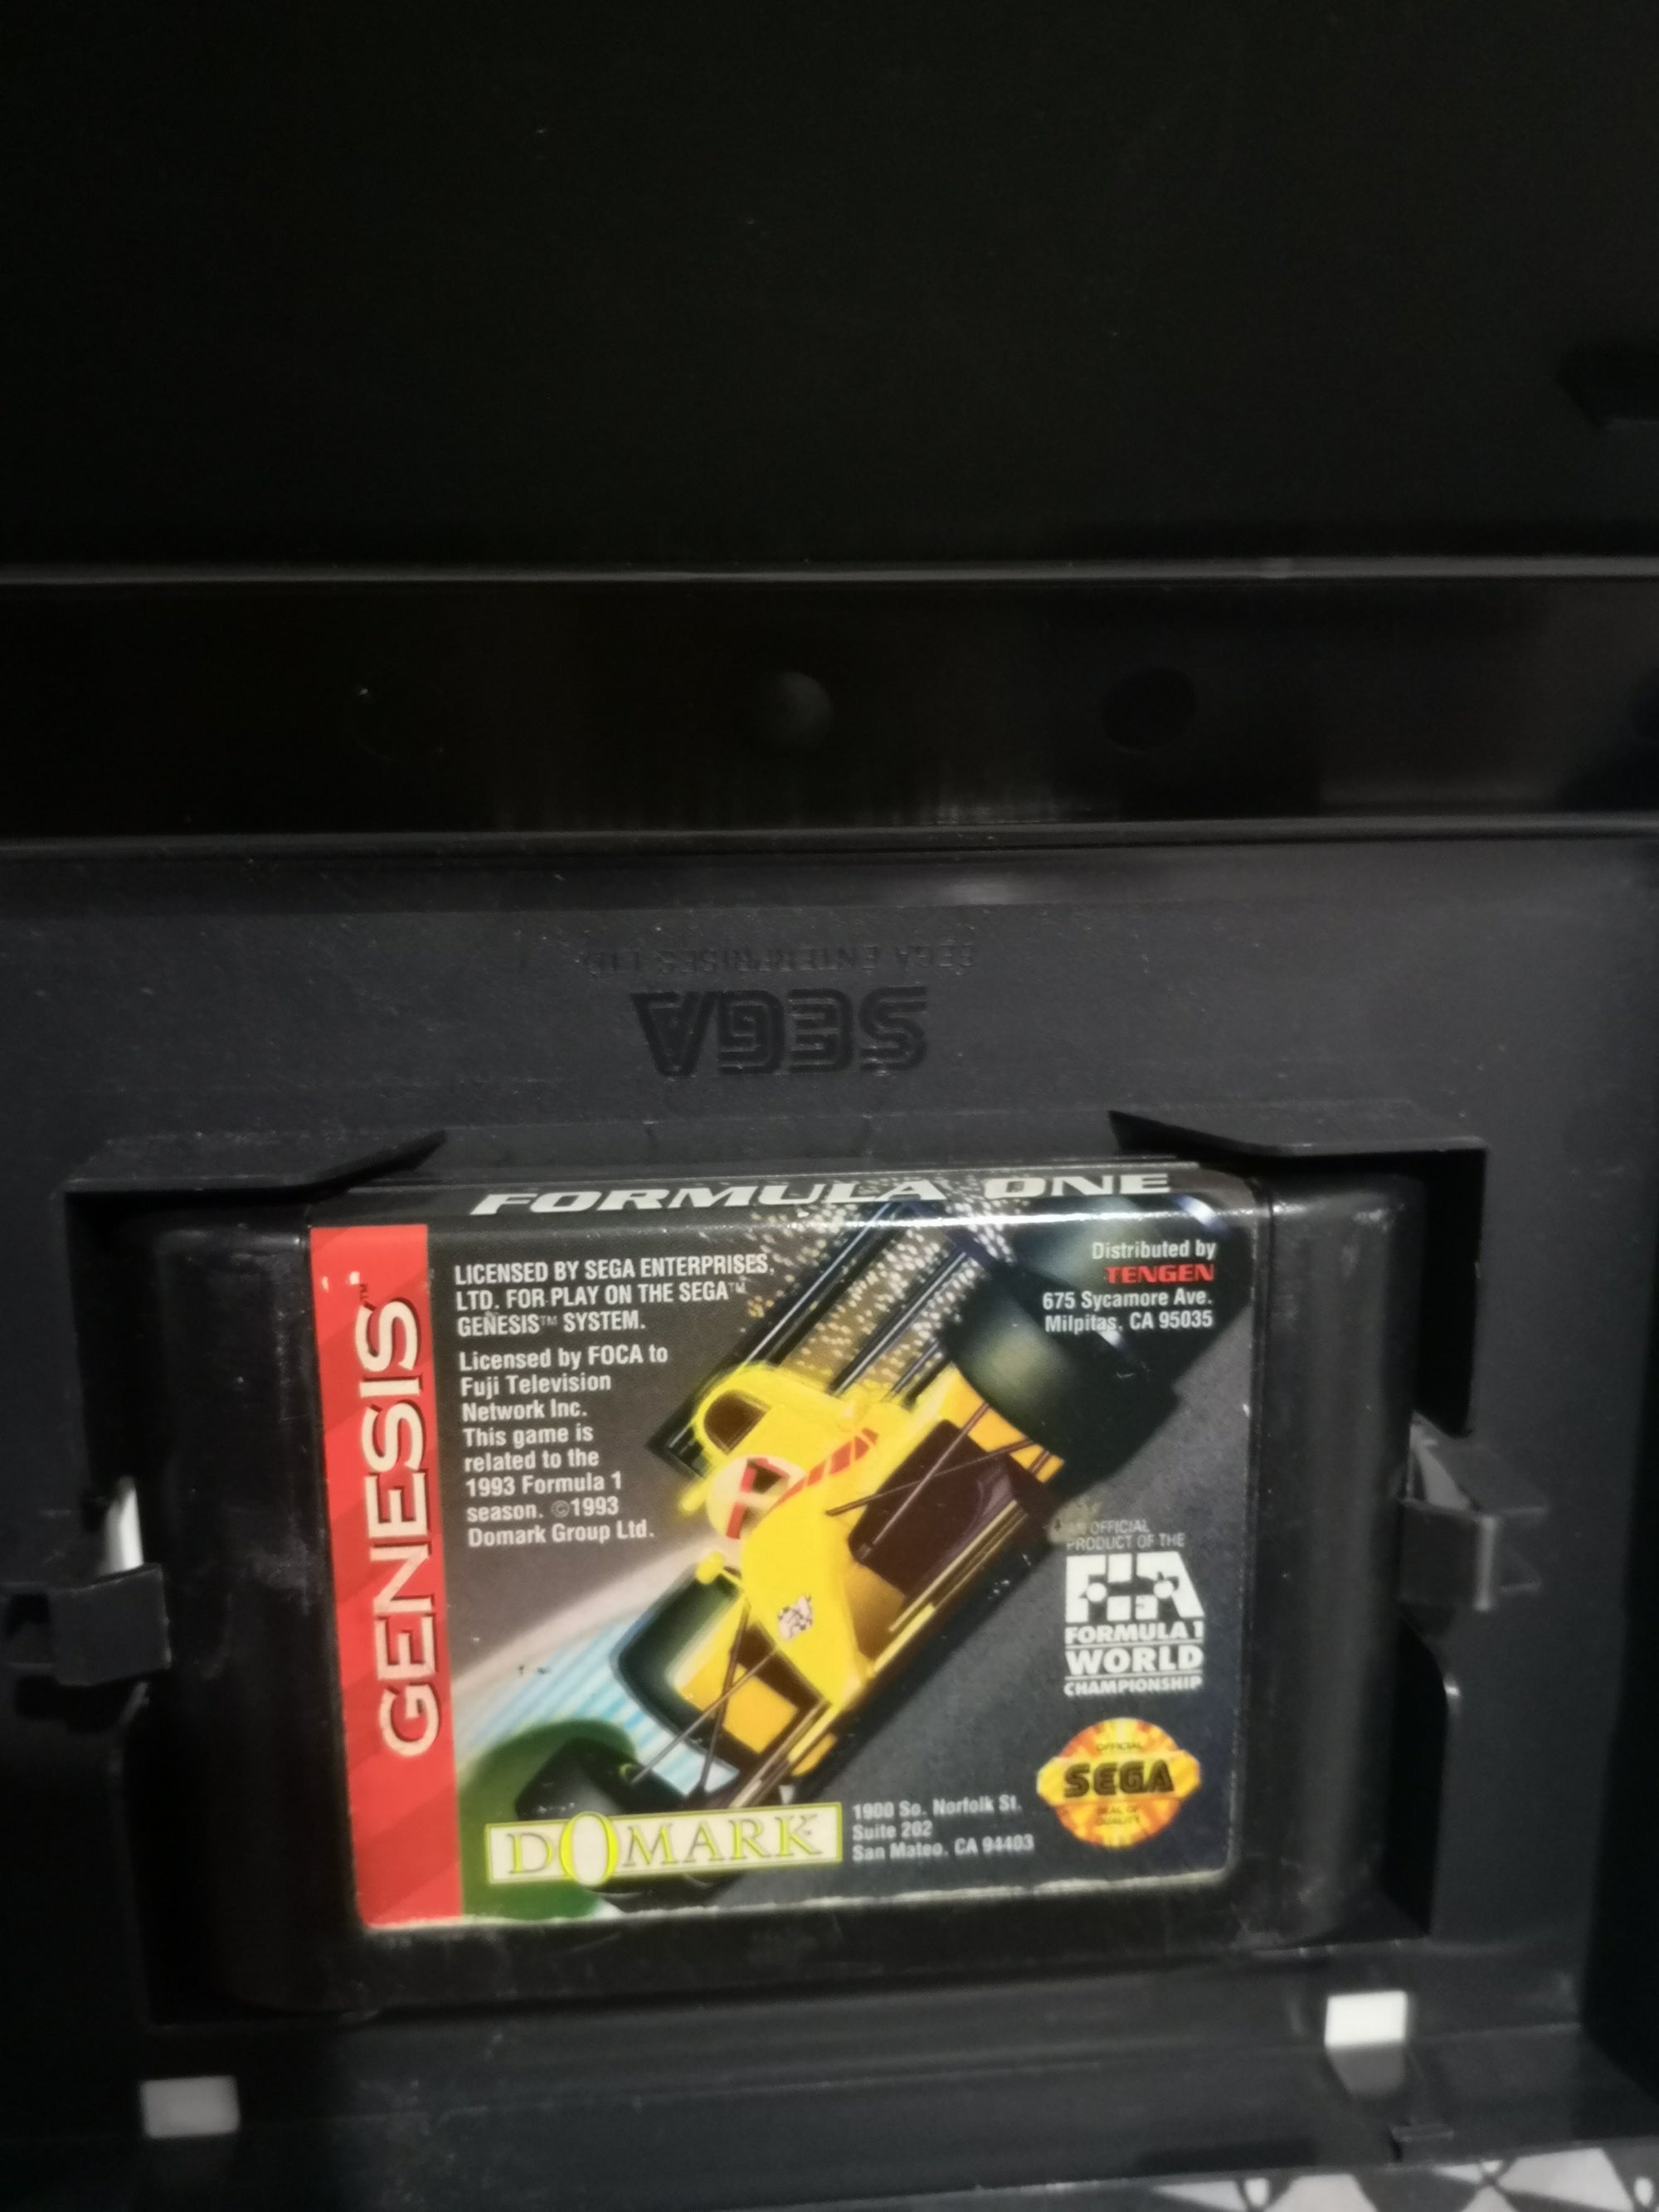 SEGA ENTERPRISES LTD.
SEGA
FORMULA ONE
GENESIS™
LICENSED BY SEGA ENTERPRISES,
LTD. FOR PLAY ON THE SEGA™
GENESIS™ SYSTEM.
Licensed by FOCA to
Fuji Television
Network Inc.
This game is
related to the
1993 Formula 1
season. ©1993
Domark Group Ltd.
Distributed by
TENGEN
675 Sycamore Ave.
Milpitas, CA 95035
AN OFFICIAL
PRODUCT OF THE
FIA
FORMULA 1
WORLD
CHAMPIONSHIP
OFFICIAL
SEGA
SEAL OF
QUALITY
DOMARK
1900 So. Norfolk St.
Suite 202
San Mateo, CA 94403